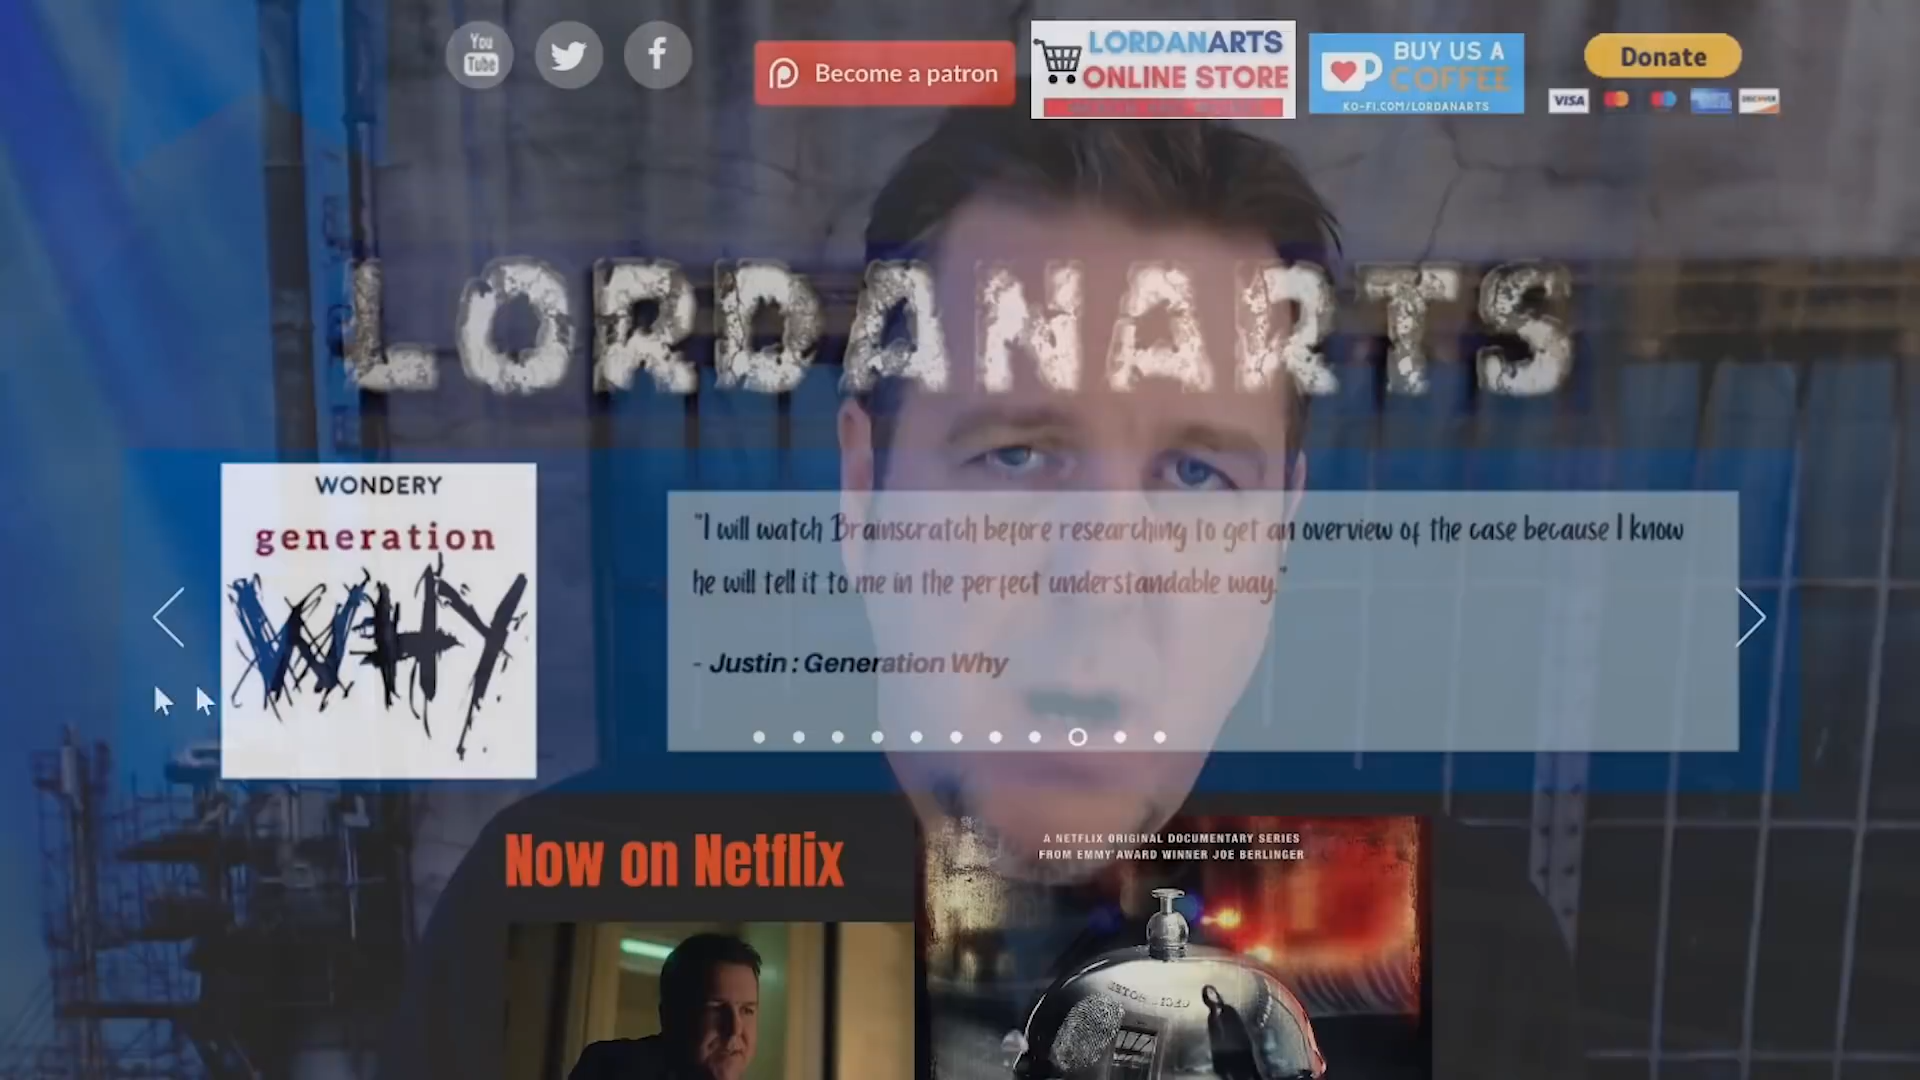 You
Tube
Become a patron
LORDANARTS
ONLINE STORE
BUY US A
COFFEE
KO-FI.COM/LORDANARTS
Donate
VISA
DISCOVER
LORDANARTS
WONDERY
generation
WHY
"I will watch Brainscratch before researching to get an overview of the case because I know
he will tell it to me in the perfect understandable way."
- Justin : Generation Why
Now on Netflix
A NETFLIX ORIGINAL DOCUMENTARY SERIES
FROM EMMY AWARD WINNER JOE BERLINGER